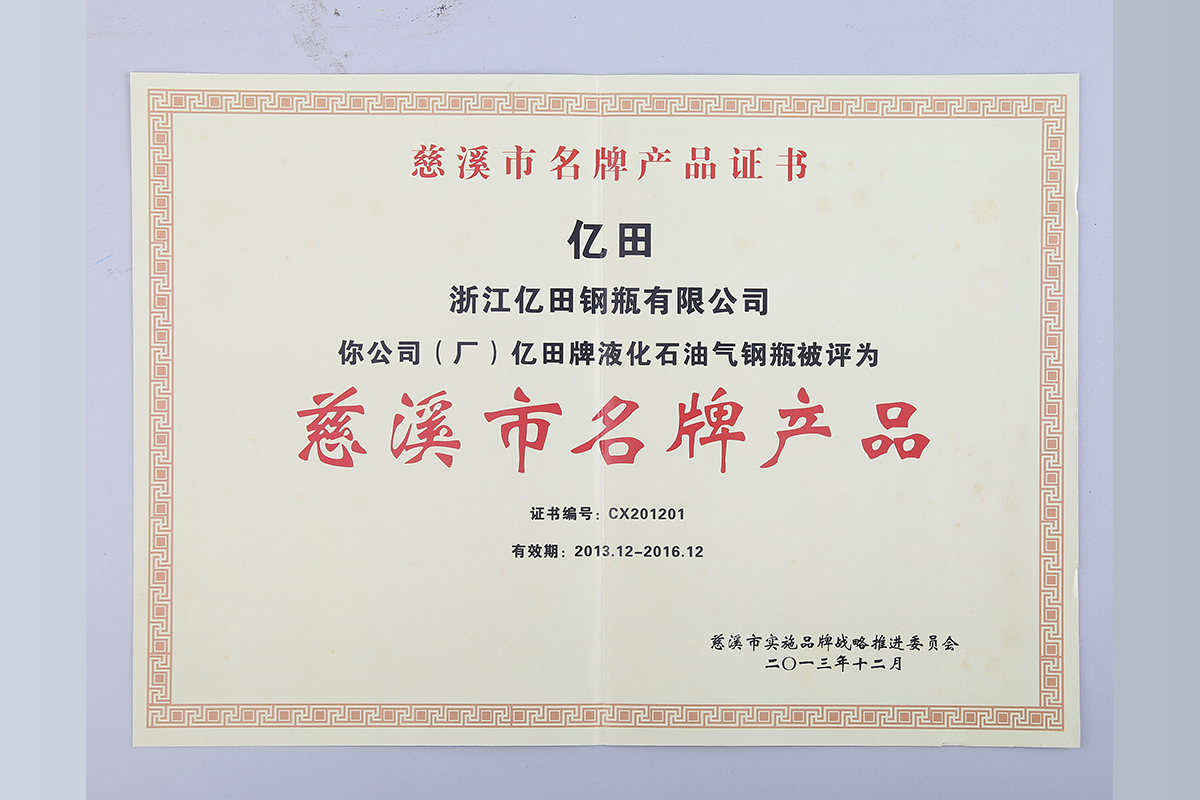 慈溪市名牌产品证书
亿田
浙江亿田钢瓶有限公司
你公司（厂）亿田牌液化石油气钢瓶被评为
慈溪市名牌产品
证书编号：CX201201
有效期：2013.12-2016.12
慈溪市实施品牌战略推进委员会
二〇一三年十二月